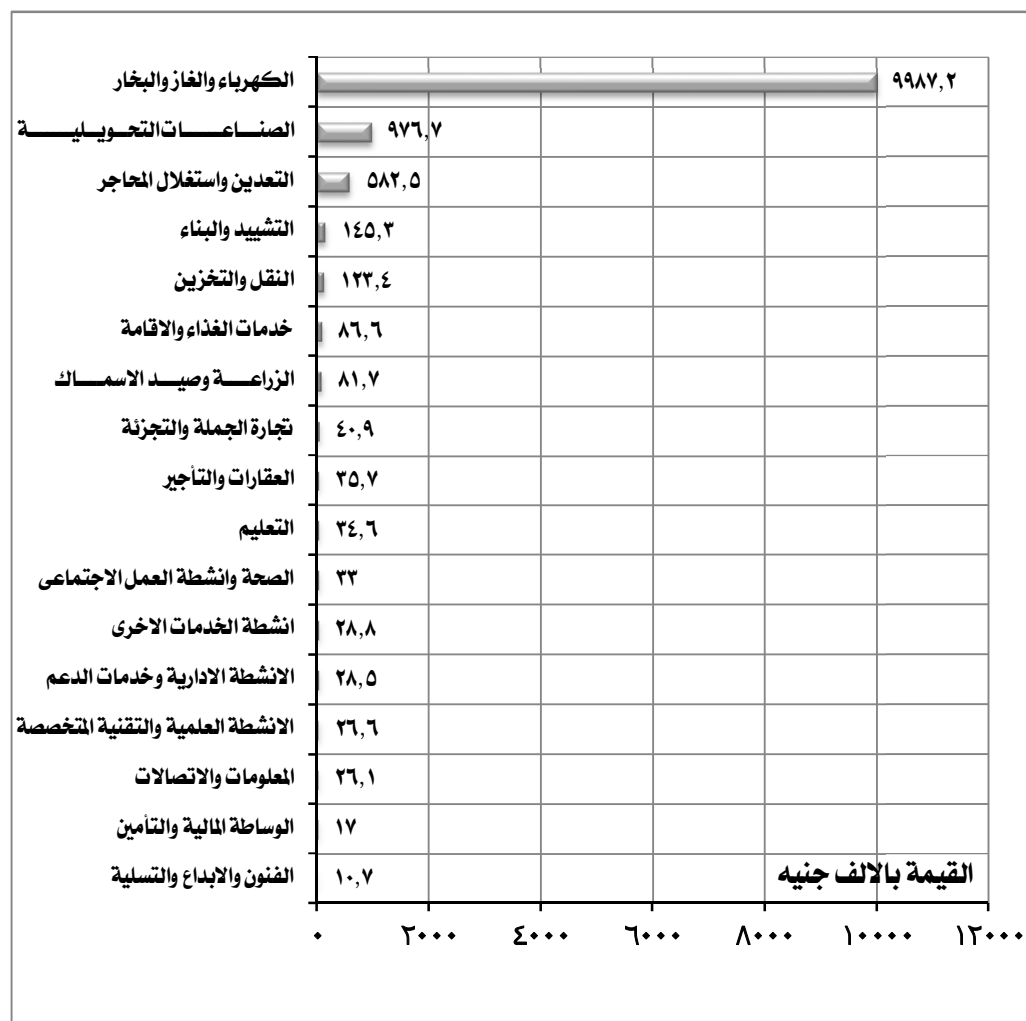 الكهرباء والغاز والبخار ٩٩٨٧,٢
الصناعات التحويلية ٩٧٦,٧
التعدين واستغلال المحاجر ٥٨٢,٥
التشييد والبناء ١٤٥,٣
النقل والتخزين ١٢٣,٤
خدمات الغذاء والاقامة ٨٦,٦
الزراعة وصيد الاسماك ٨١,٧
تجارة الجملة والتجزئة ٤٠,٩
العقارات والتأجير ٣٥,٧
التعليم ٣٤,٦
الصحة وانشطة العمل الاجتماعى ٣٣
انشطة الخدمات الاخرى ٢٨,٨
الانشطة الادارية وخدمات الدعم ٢٨,٥
الانشطة العلمية والتقنية المتخصصة ٢٦,٦
المعلومات والاتصالات ٢٦,١
الوساطة المالية والتأمين ١٧
الفنون والابداع والتسلية ١٠,٧
القيمة بالالف جنيه
٠ ٢٠٠٠ ٤٠٠٠ ٦٠٠٠ ٨٠٠٠ ١٠٠٠٠ ١٢٠٠٠